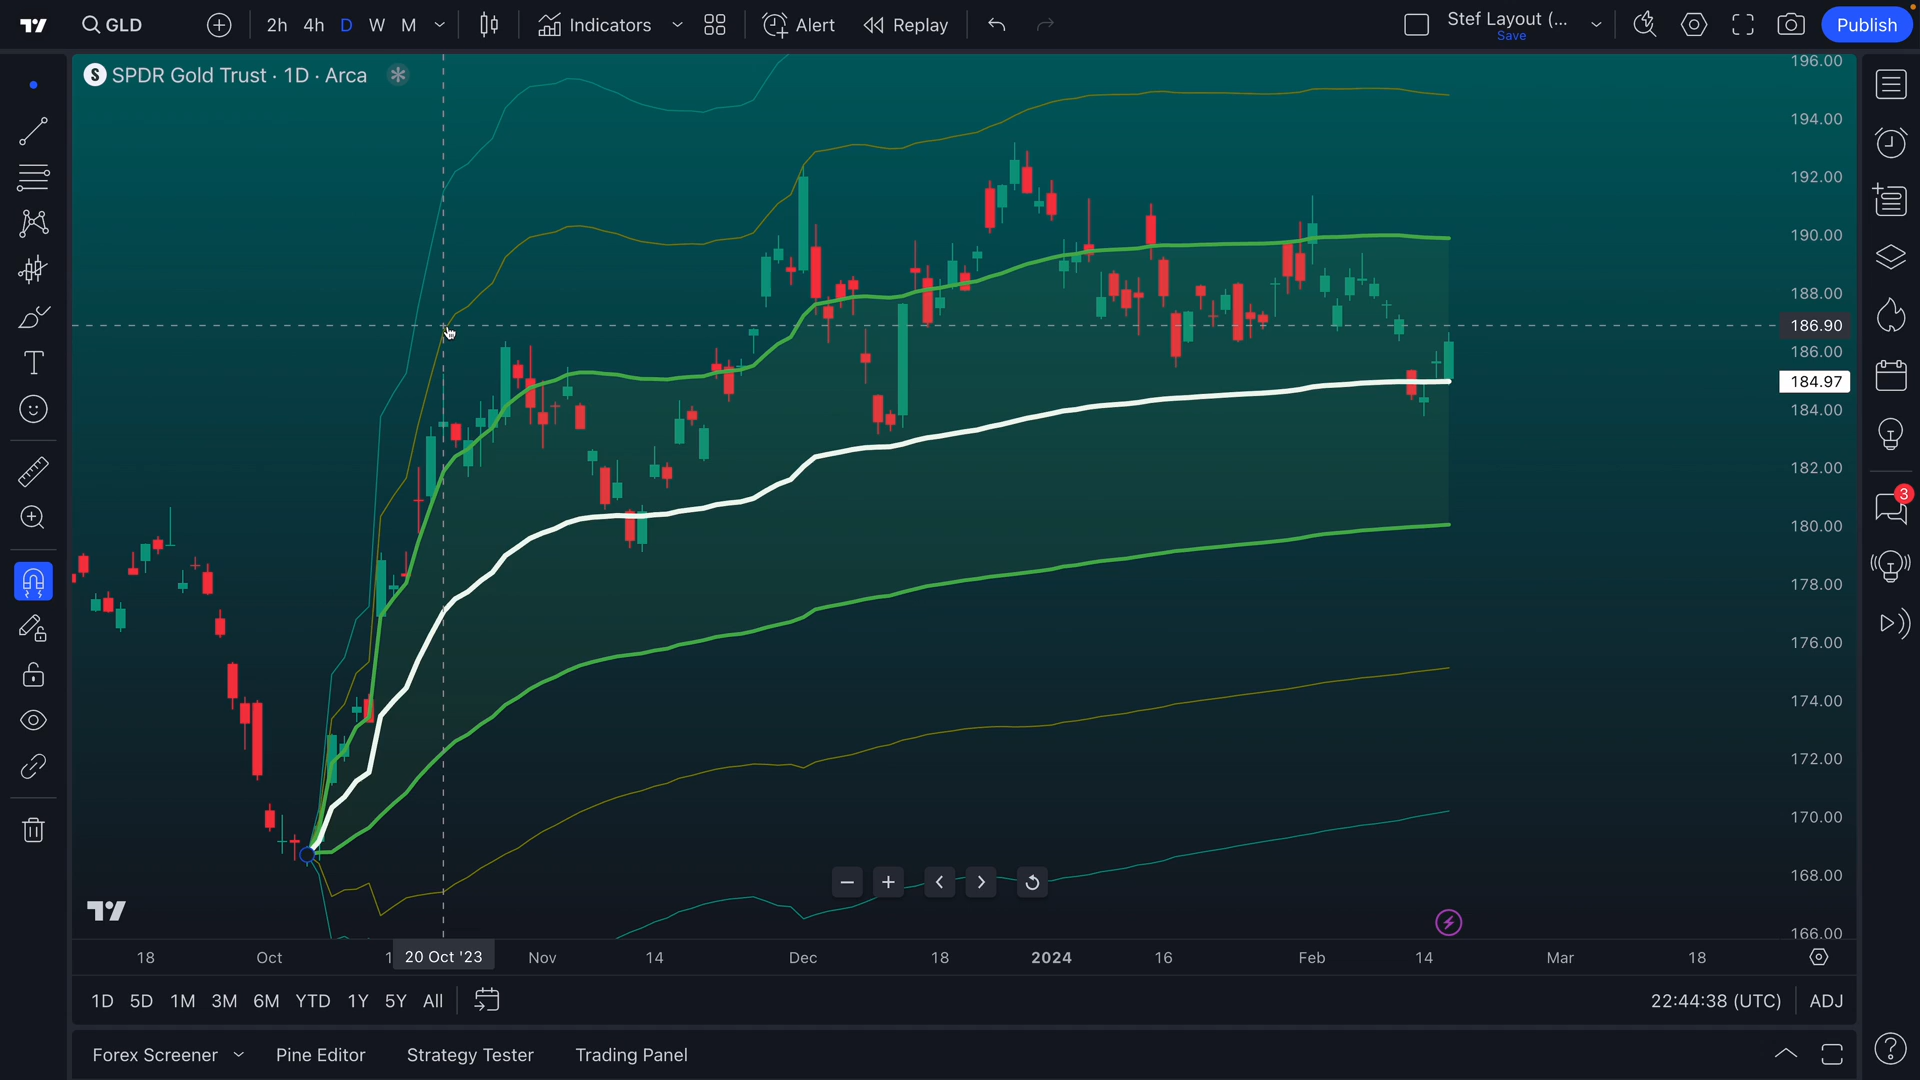 GLD
2h 4h D W M
Indicators
Alert
Replay
Stef Layout (...
Save
Publish
S SPDR Gold Trust · 1D · Arca
196.00
194.00
192.00
190.00
188.00
186.90
186.00
184.97
184.00
182.00
180.00
178.00
176.00
174.00
172.00
170.00
168.00
166.00
3
18 Oct 1 20 Oct '23 Nov 14 Dec 18 2024 16 Feb 14 Mar 18
1D 5D 1M 3M 6M YTD 1Y 5Y All
22:44:38 (UTC) ADJ
Forex Screener Pine Editor Strategy Tester Trading Panel